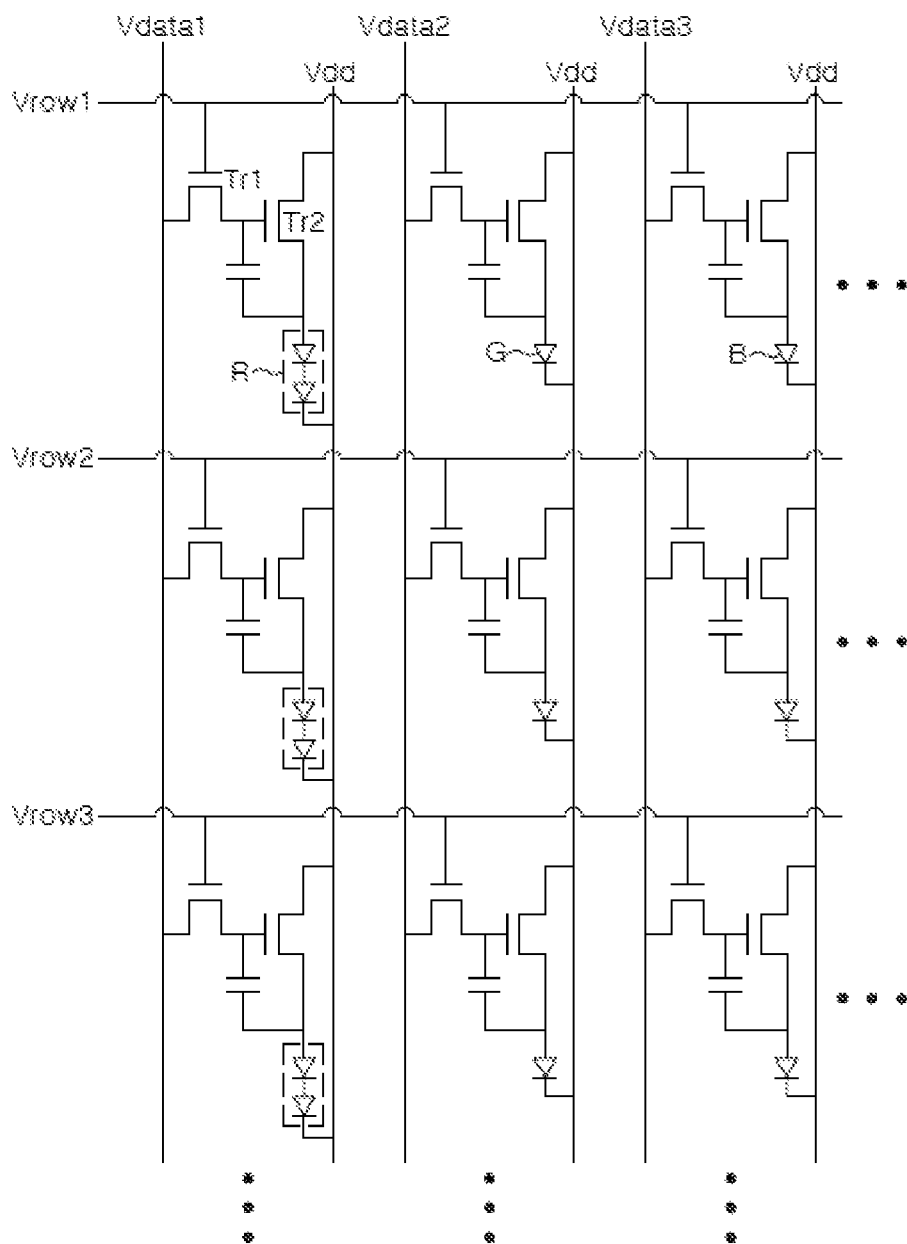 Vdata1 Vdata2 Vdata3
Vdd Vdd Vdd
Vrow1
Tr1
Tr2
R G B
Vrow2
Vrow3